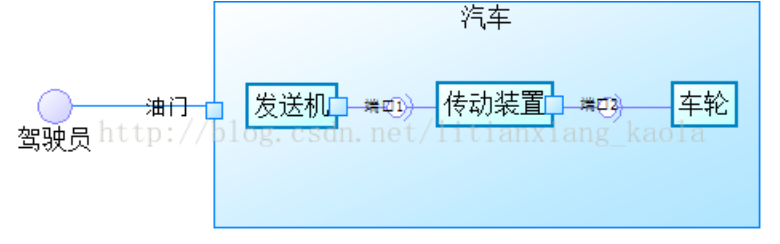 汽车
油门
发送机
端口1
传动装置
端口2
车轮
驾驶员
http://blog.csdn.net/litianxiang_kaola